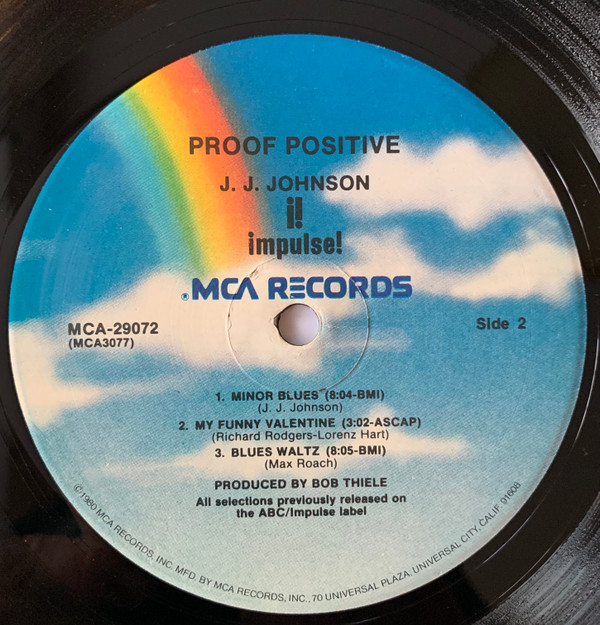 PROOF POSITIVE
J. J. JOHNSON
i!
impulse!
® MCA RECORDS
MCA-29072
(MCA3077)
Side 2
1. MINOR BLUES (8:04-BMI)
(J. J. Johnson)
2. MY FUNNY VALENTINE (3:02-ASCAP)
(Richard Rodgers-Lorenz Hart)
3. BLUES WALTZ (8:05-BMI)
(Max Roach)
PRODUCED BY BOB THIELE
All selections previously released on
the ABC/Impulse label
©1980 MCA RECORDS, INC. MFD. BY MCA RECORDS, INC., 70 UNIVERSAL PLAZA, UNIVERSAL CITY, CALIF. 91608